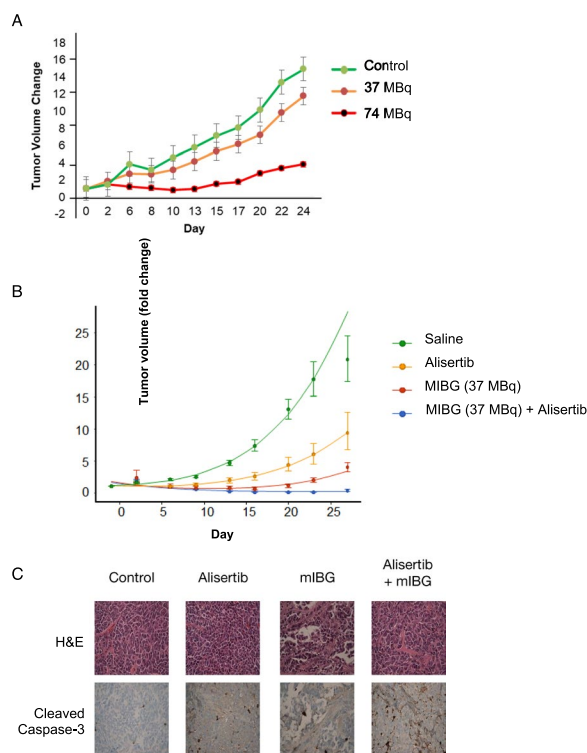 A
Tumor Volume Change
18
16
14
12
10
8
6
4
2
0
-2
0 2 6 8 10 13 15 17 20 22 24
Day
Control
37 MBq
74 MBq
B
Tumor volume (fold change)
25
20
15
10
5
0
0 5 10 15 20 25
Day
Saline
Alisertib
MIBG (37 MBq)
MIBG (37 MBq) + Alisertib
C
Control Alisertib mIBG Alisertib
+ mIBG
H&E
Cleaved
Caspase-3